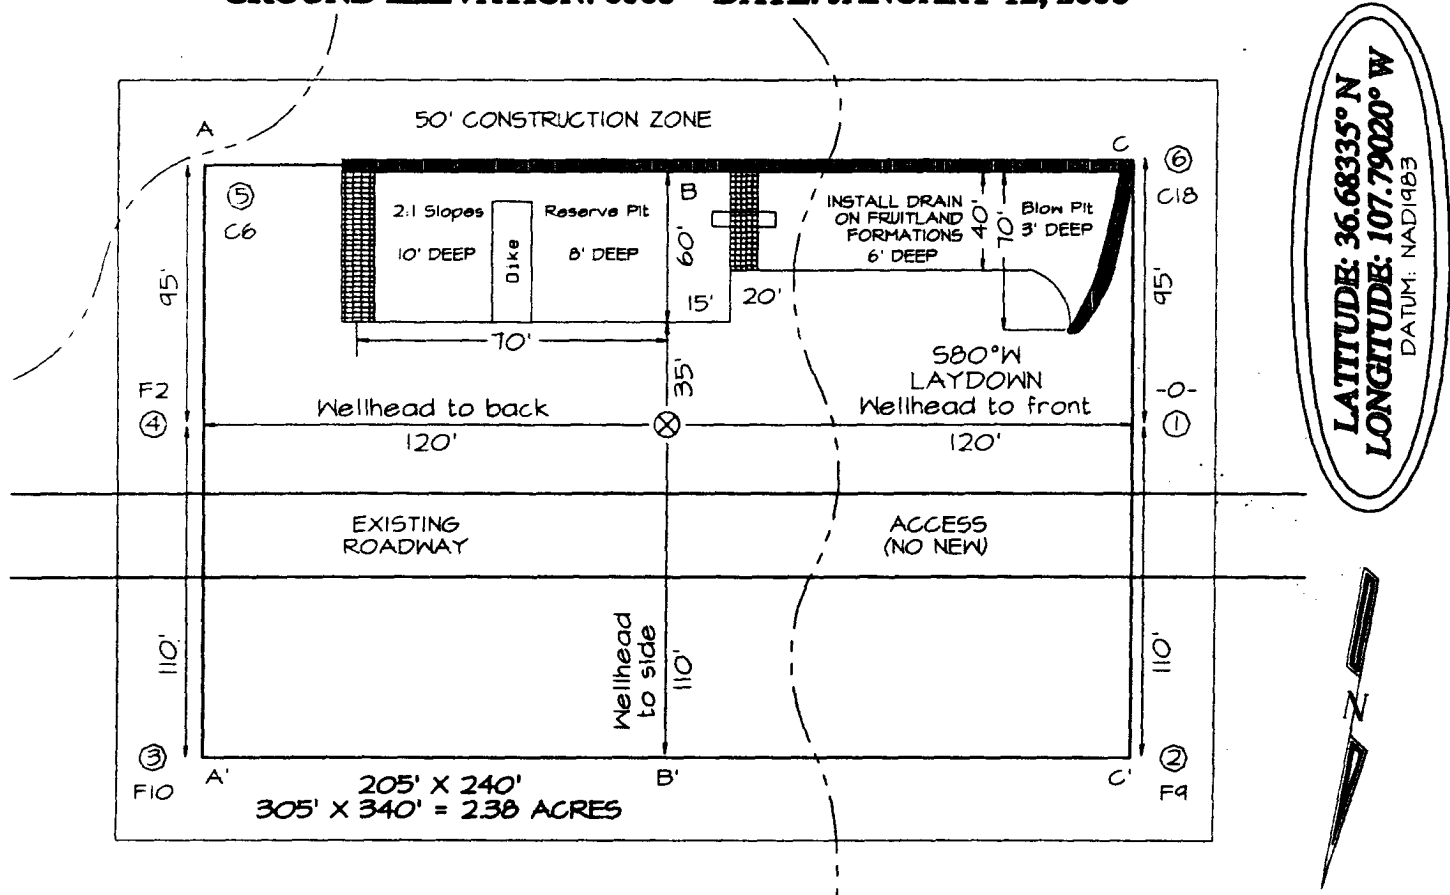 50' CONSTRUCTION ZONE
A
C
⑥
C18
⑤
C6
2:1 Slopes
10' DEEP
Dike
Reserve Pit
8' DEEP
B
60'
15'
20'
INSTALL DRAIN
ON FRUITLAND
FORMATIONS
6' DEEP
40'
70'
Blow Pit
3' DEEP
95'
95'
70'
35'
S80°W
LAYDOWN
F2
④
Wellhead to back
120'
Wellhead to front
120'
-0-
①
EXISTING
ROADWAY
ACCESS
(NO NEW)
110'
Wellhead
to side
110'
110'
③
F10
A'
B'
C'
②
F9
205' X 240'
305' X 340' = 2.38 ACRES
LATITUDE: 36.68335° N
LONGITUDE: 107.79020° W
DATUM: NAD1983
N